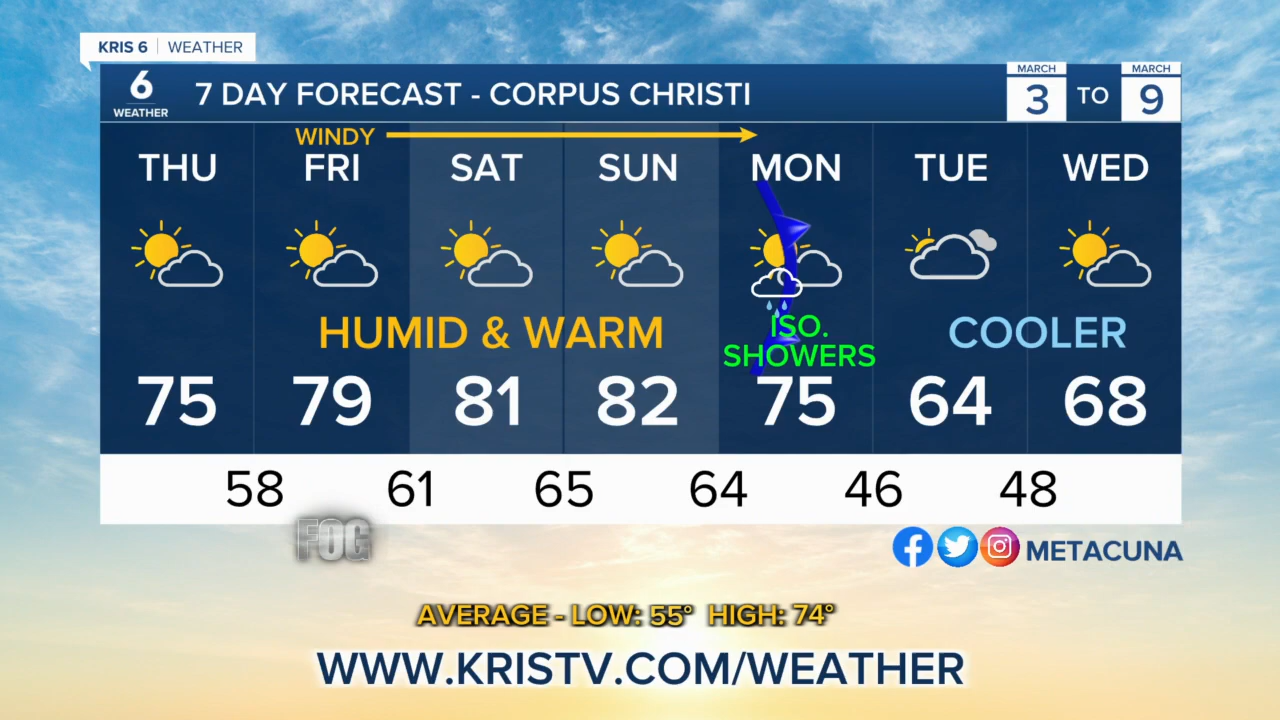 KRIS 6 | WEATHER
6
WEATHER
7 DAY FORECAST - CORPUS CHRISTI
MARCH
3
TO
MARCH
9
WINDY
THU FRI SAT SUN MON TUE WED
HUMID & WARM
ISO.
SHOWERS
COOLER
75 79 81 82 75 64 68
58 61 65 64 46 48
FOG
METACUNA
AVERAGE - LOW: 55° HIGH: 74°
WWW.KRISTV.COM/WEATHER